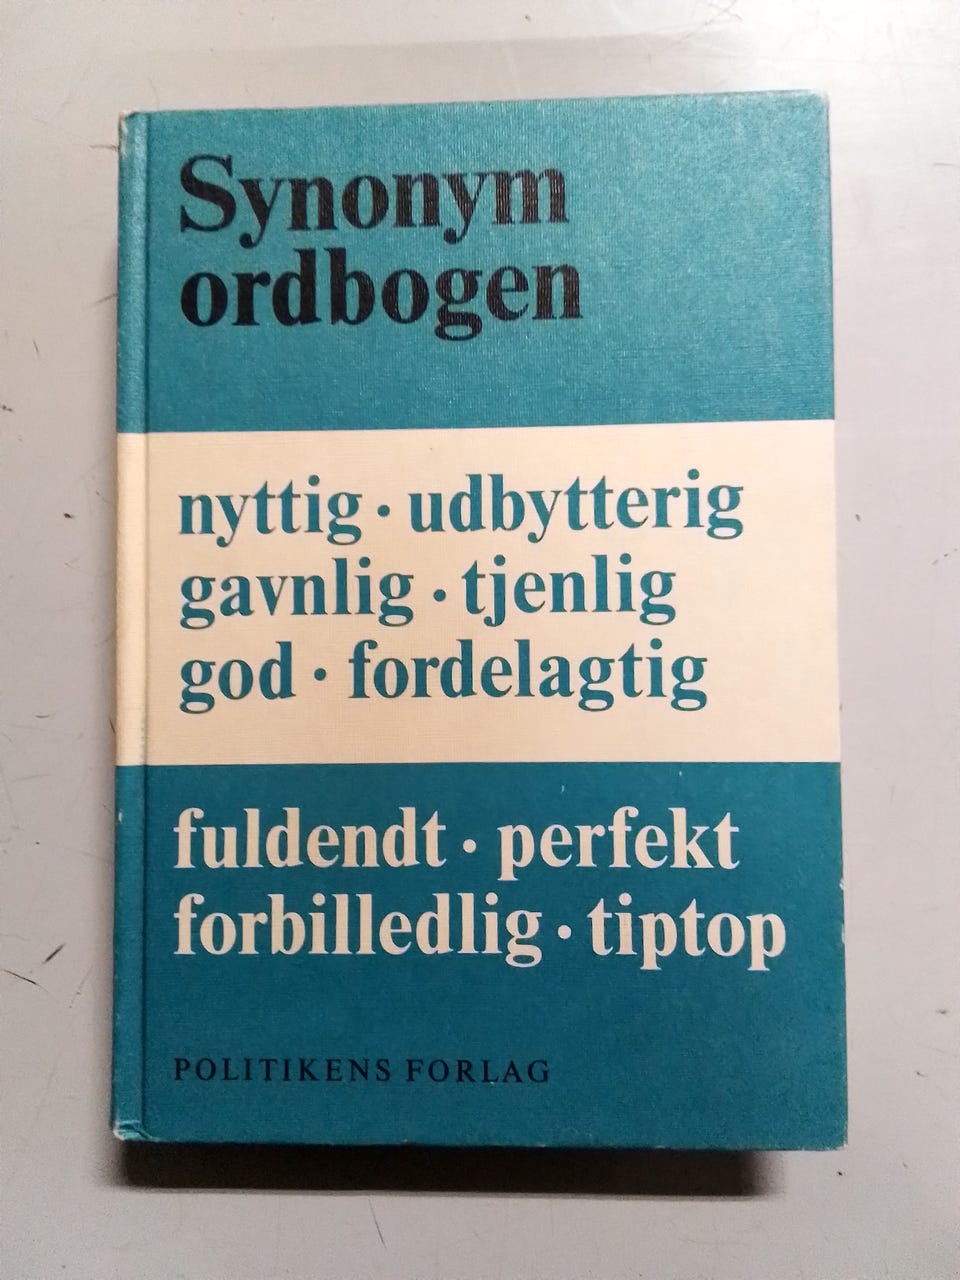 Synonym
ordbogen
nyttig · udbytterig
gavnlig · tjenlig
god · fordelagtig
fuldendt · perfekt
forbilledlig · tiptop
POLITIKENS FORLAG